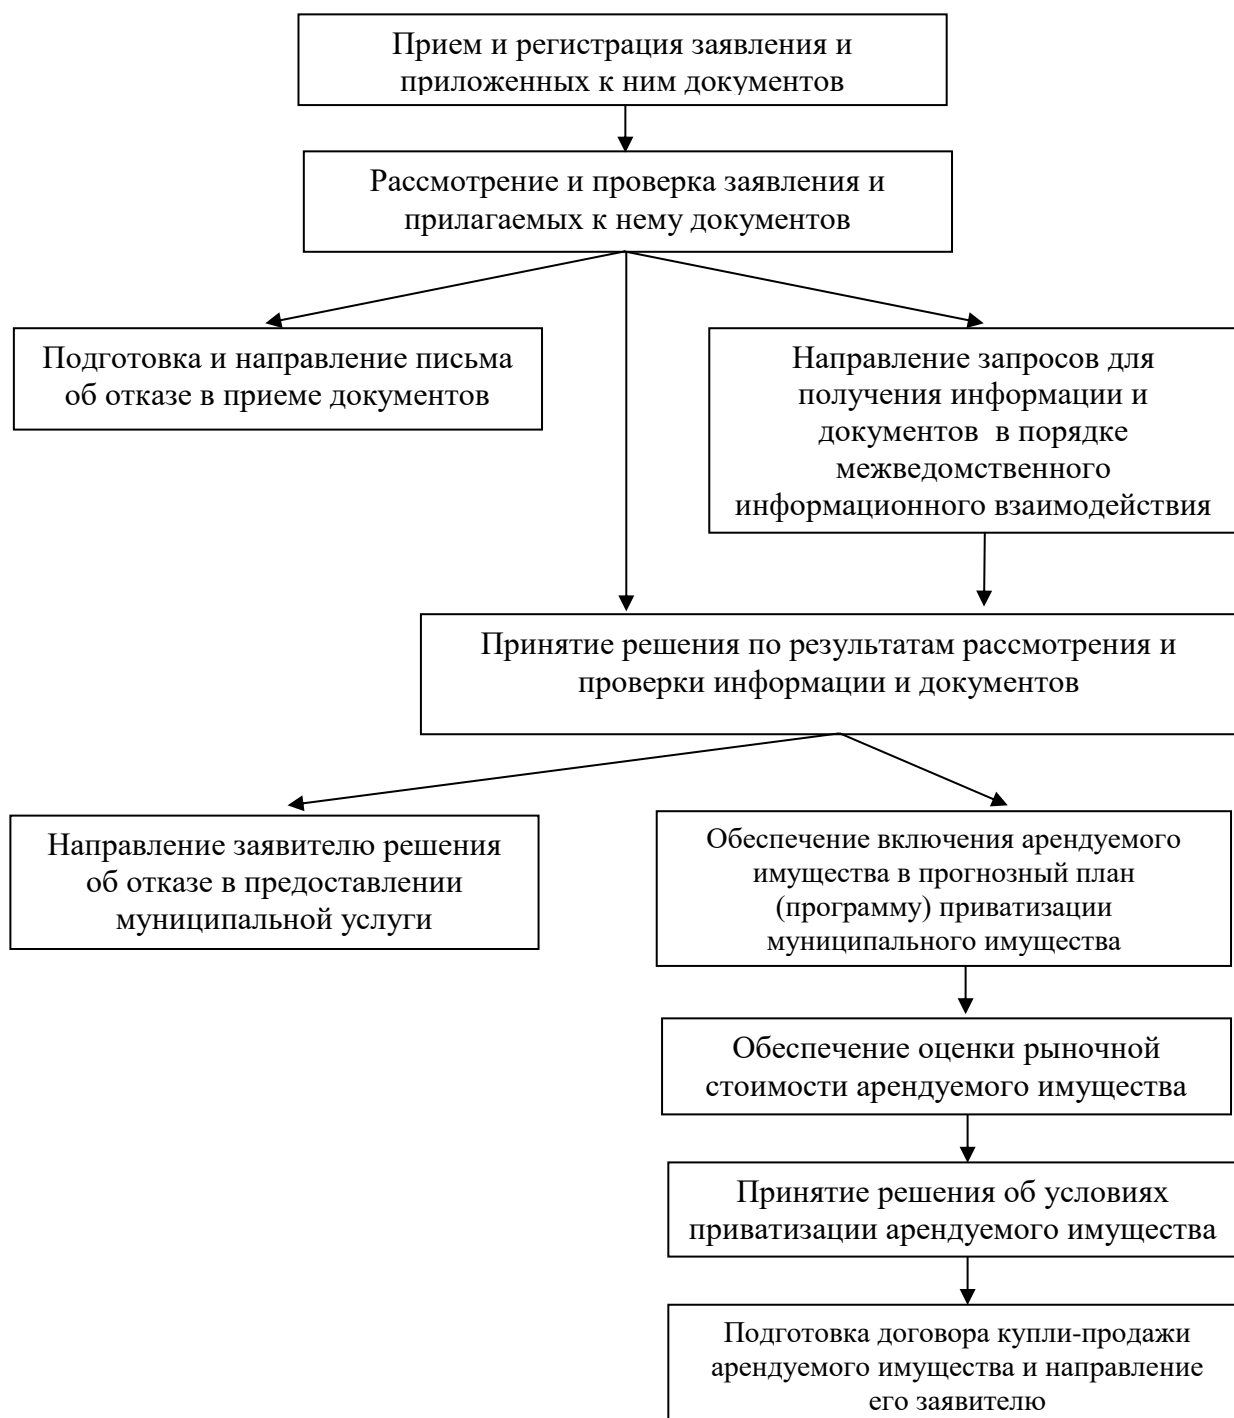 Прием и регистрация заявления и
приложенных к ним документов
Рассмотрение и проверка заявления и
прилагаемых к нему документов
Подготовка и направление письма
об отказе в приеме документов
Направление запросов для
получения информации и
документов в порядке
межведомственного
информационного взаимодействия
Принятие решения по результатам рассмотрения и
проверки информации и документов
Направление заявителю решения
об отказе в предоставлении
муниципальной услуги
Обеспечение включения арендуемого
имущества в прогнозный план
(программу) приватизации
муниципального имущества
Обеспечение оценки рыночной
стоимости арендуемого имущества
Принятие решения об условиях
приватизации арендуемого имущества
Подготовка договора купли-продажи
арендуемого имущества и направление
его заявителю